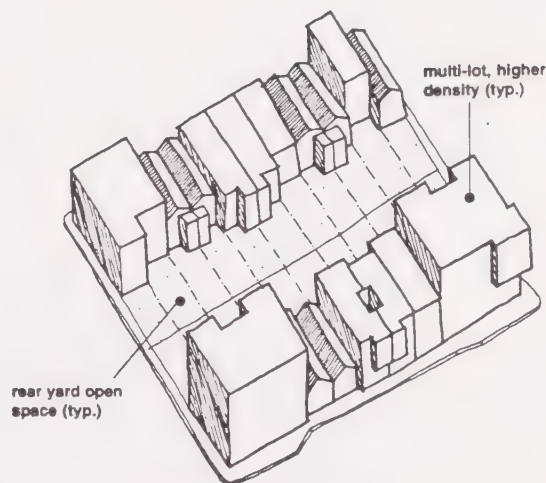 multi-lot, higher
density (typ.)
rear yard open
space (typ.)